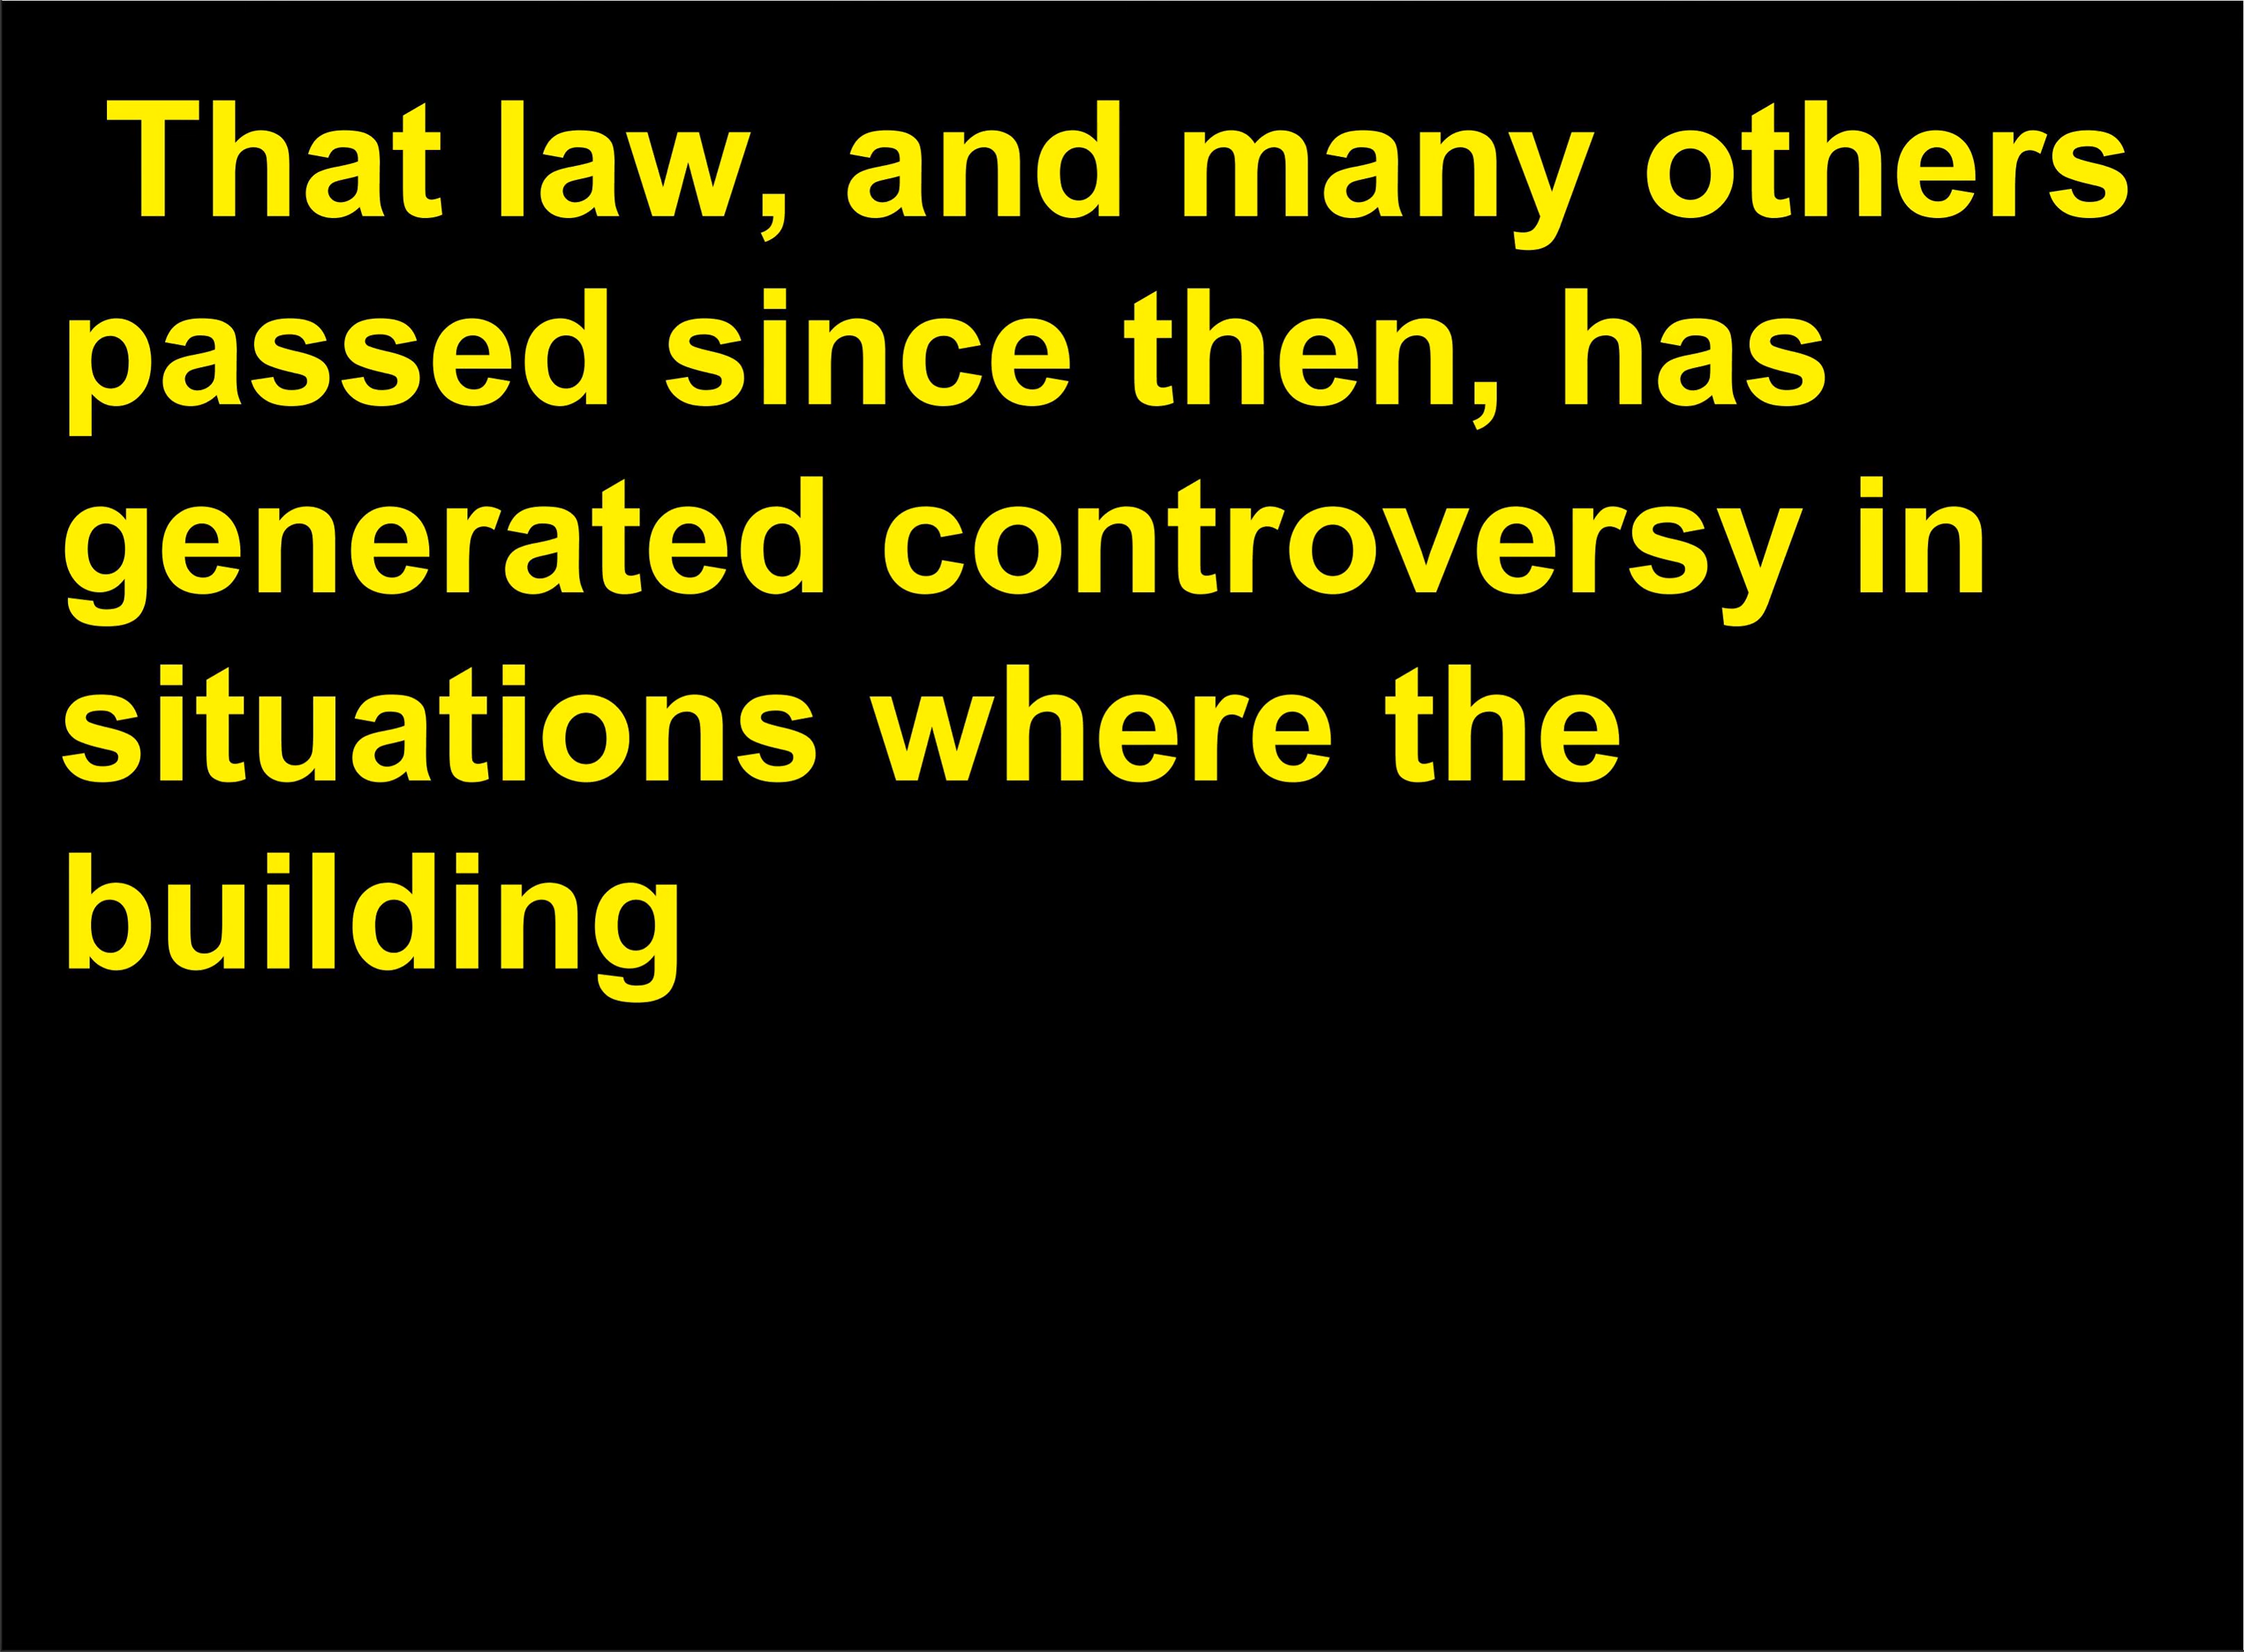 That law, and many others
passed since then, has
generated controversy in
situations where the
building